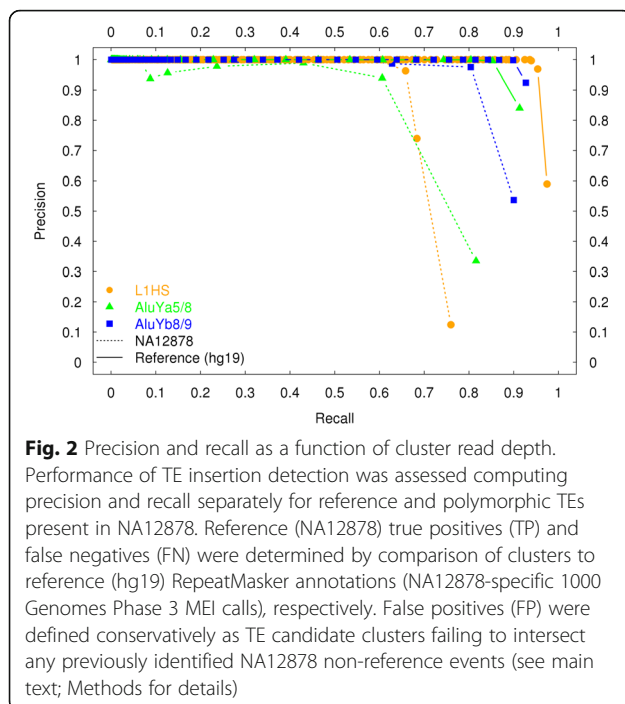 0 0.1 0.2 0.3 0.4 0.5 0.6 0.7 0.8 0.9 1
1 1
0.9 0.9
0.8 0.8
0.7 0.7
0.6 0.6
0.5 0.5
0.4 0.4
0.3 0.3
0.2 0.2
0.1 0.1
0 0
Precision
L1HS
AluYa5/8
AluYb8/9
NA12878
Reference (hg19)
0 0.1 0.2 0.3 0.4 0.5 0.6 0.7 0.8 0.9 1
Recall
Fig. 2 Precision and recall as a function of cluster read depth.
Performance of TE insertion detection was assessed computing
precision and recall separately for reference and polymorphic TEs
present in NA12878. Reference (NA12878) true positives (TP) and
false negatives (FN) were determined by comparison of clusters to
reference (hg19) RepeatMasker annotations (NA12878-specific 1000
Genomes Phase 3 MEI calls), respectively. False positives (FP) were
defined conservatively as TE candidate clusters failing to intersect
any previously identified NA12878 non-reference events (see main
text; Methods for details)